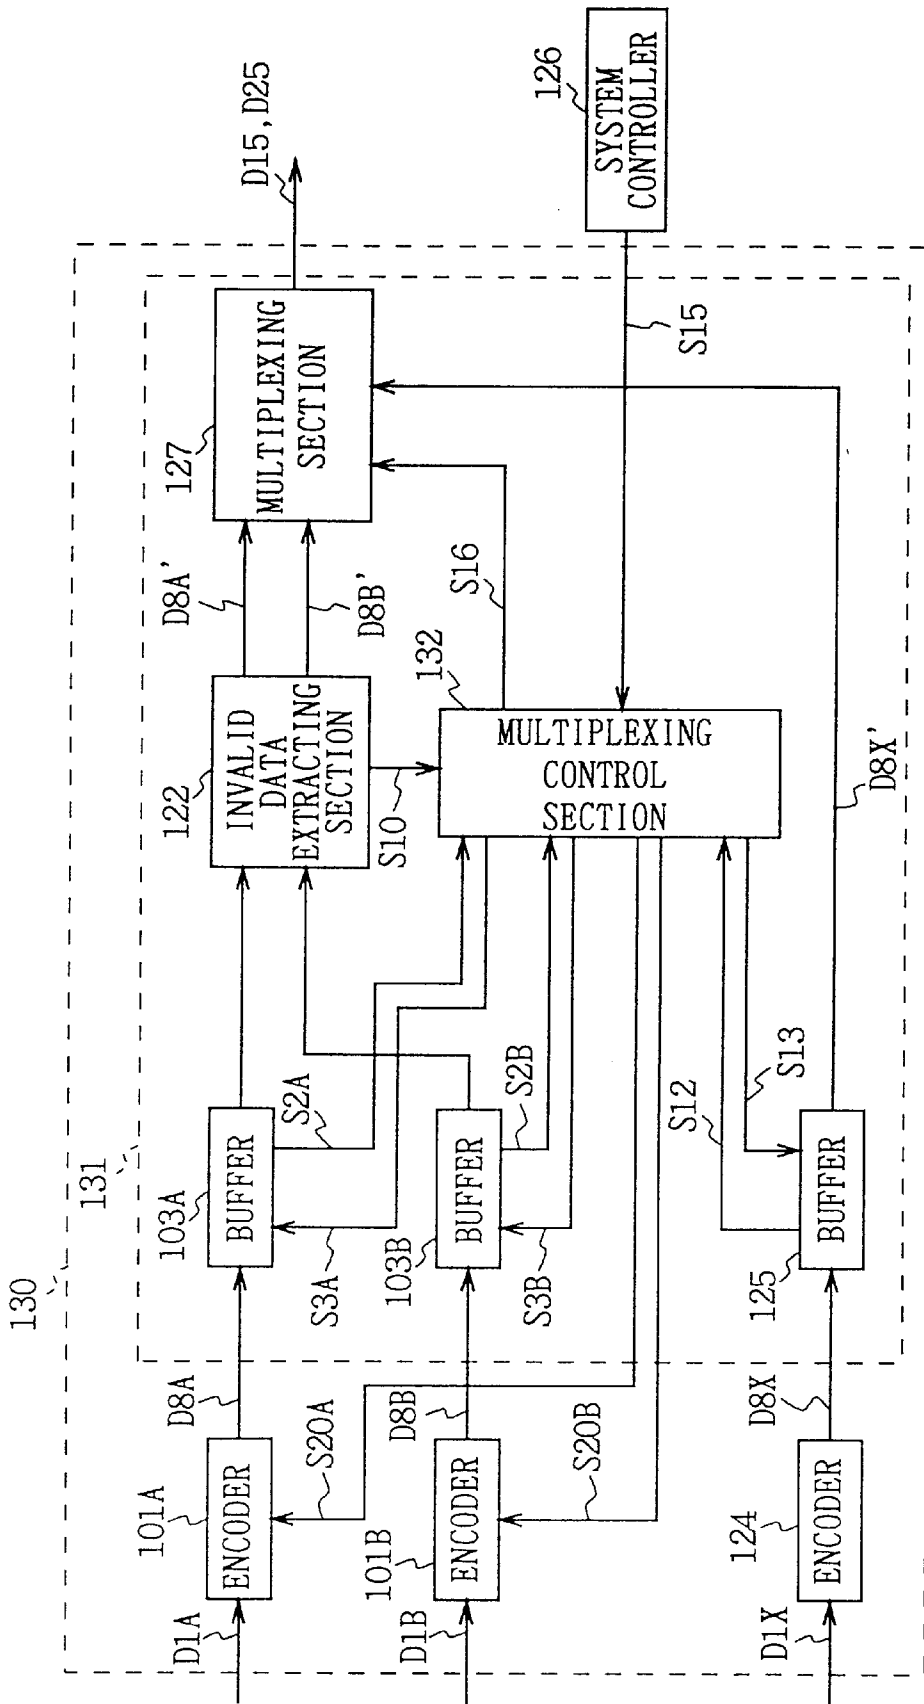 130
131
D1A
101A
ENCODER
D8A
S20A
103A
BUFFER
S2A
S3A
122
INVALID
DATA
EXTRACTING
SECTION
S10
D8A'
D8B'
127
MULTIPLEXING
SECTION
D15, D25
D1B
101B
ENCODER
D8B
S20B
103B
BUFFER
S2B
S3B
132
MULTIPLEXING
CONTROL
SECTION
S16
S15
126
SYSTEM
CONTROLLER
D1X
124
ENCODER
D8X
125
BUFFER
S12
S13
D8X'